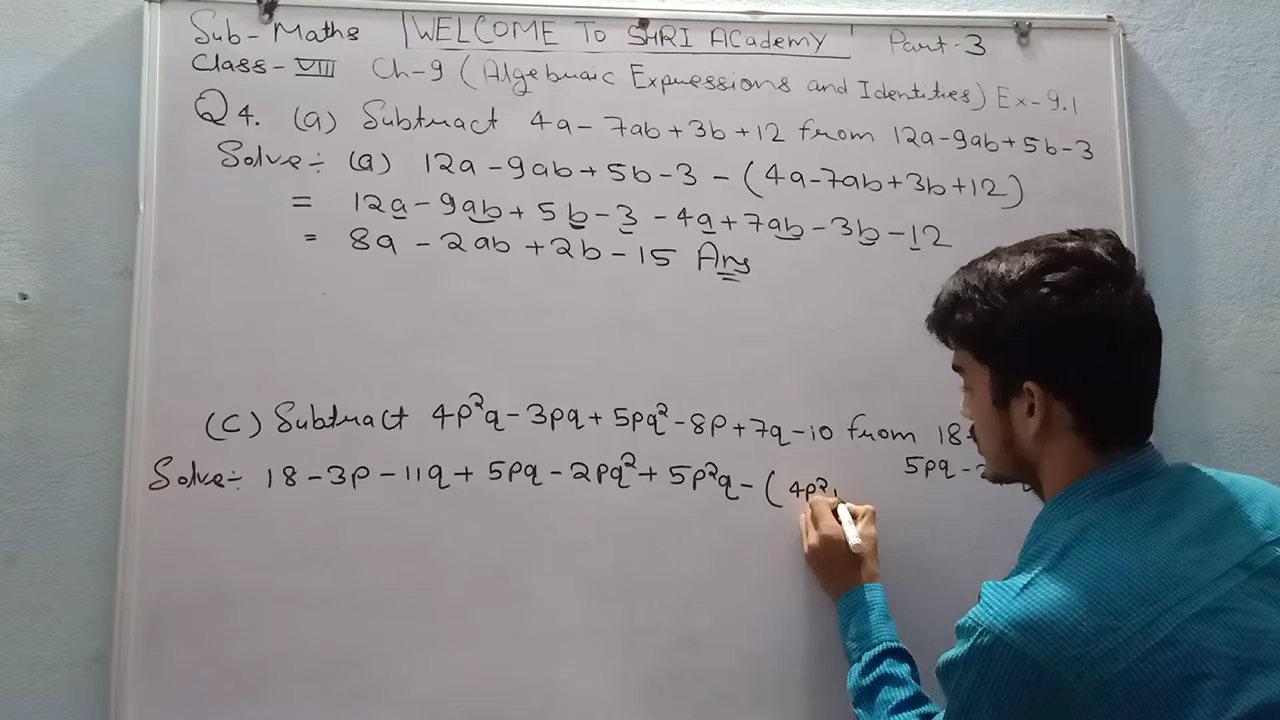 Sub-Maths WELCOME TO SHRI ACademy Part-3
Class-VIII Ch-9 (Algebraic Expressions and Identities) Ex-9.1
Q4. (a) Subtract 4a-7ab+3b+12 from 12a-9ab+5b-3
Solve÷ (a) 12a-9ab+5b-3-(4a-7ab+3b+12)
= 12a-9ab+5b-3-4a+7ab-3b-12
= 8a-2ab+2b-15 Ans
(C) Subtract 4p²q-3pq+5pq²-8p+7q-10 from 18-
5pq-
Solve÷ 18-3p-11q+5pq-2pq²+5p²q-(4p²